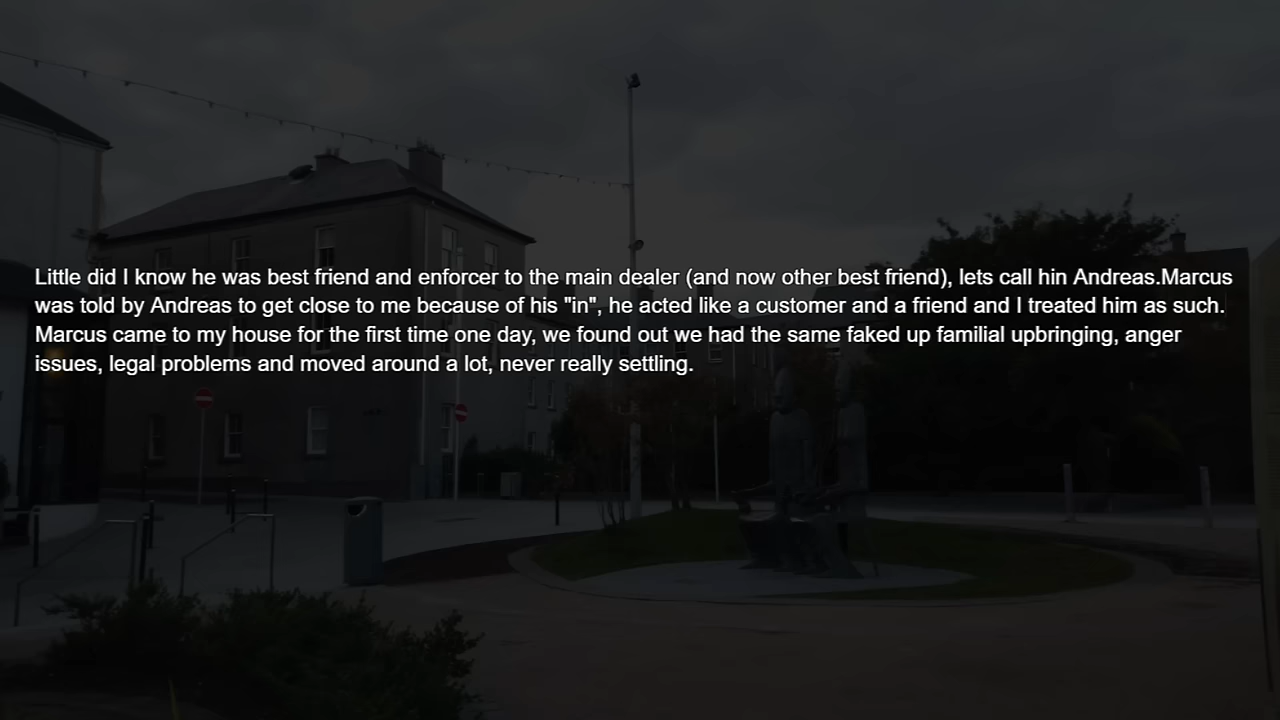 Little did I know he was best friend and enforcer to the main dealer (and now other best friend), lets call hin Andreas.Marcus
was told by Andreas to get close to me because of his "in", he acted like a customer and a friend and I treated him as such.
Marcus came to my house for the first time one day, we found out we had the same faked up familial upbringing, anger
issues, legal problems and moved around a lot, never really settling.